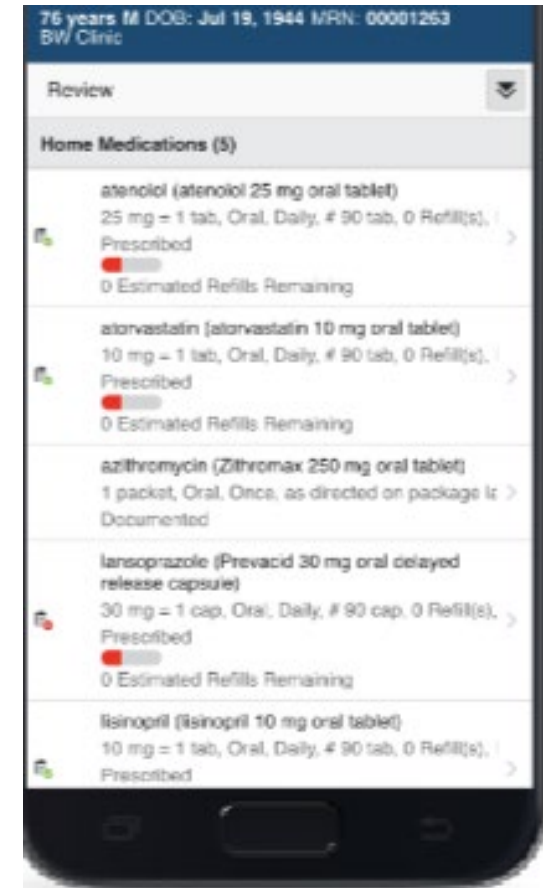 76 years M DOB: Jul 19, 1944 MRN: 00001263
BW Clinic
Review
Home Medications (5)
atenolol (atenolol 25 mg oral tablet)
25 mg = 1 tab, Oral, Daily, # 90 tab, 0 Refill(s),
Prescribed
0 Estimated Refills Remaining
atorvastatin (atorvastatin 10 mg oral tablet)
10 mg = 1 tab, Oral, Daily, # 90 tab, 0 Refill(s),
Prescribed
0 Estimated Refills Remaining
azithromycin (Zithromax 250 mg oral tablet)
1 packet, Oral, Once, as directed on package
Documented
lansoprazole (Prevacid 30 mg oral delayed
release capsule)
30 mg = 1 cap, Oral, Daily, # 90 cap, 0 Refill(s),
Prescribed
0 Estimated Refills Remaining
lisinopril (lisinopril 10 mg oral tablet)
10 mg = 1 tab, Oral, Daily, # 90 tab, 0 Refill(s),
Prescribed